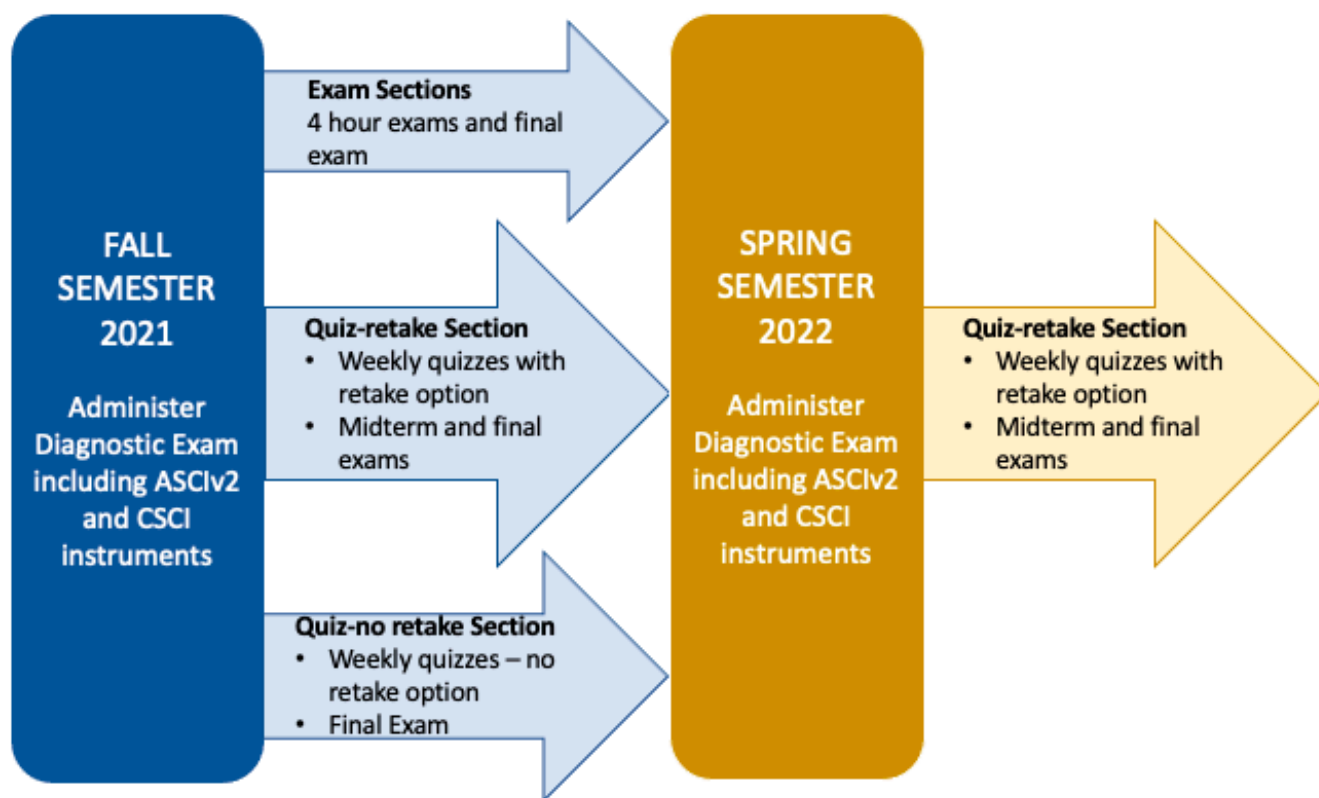 FALL
SEMESTER
2021
Administer
Diagnostic Exam
including ASCIv2
and CSCI
instruments
Exam Sections
4 hour exams and final
exam
Quiz-retake Section
• Weekly quizzes with
retake option
• Midterm and final
exams
Quiz-no retake Section
• Weekly quizzes – no
retake option
• Final Exam
SPRING
SEMESTER
2022
Administer
Diagnostic Exam
including ASCIv2
and CSCI
instruments
Quiz-retake Section
• Weekly quizzes with
retake option
• Midterm and final
exams